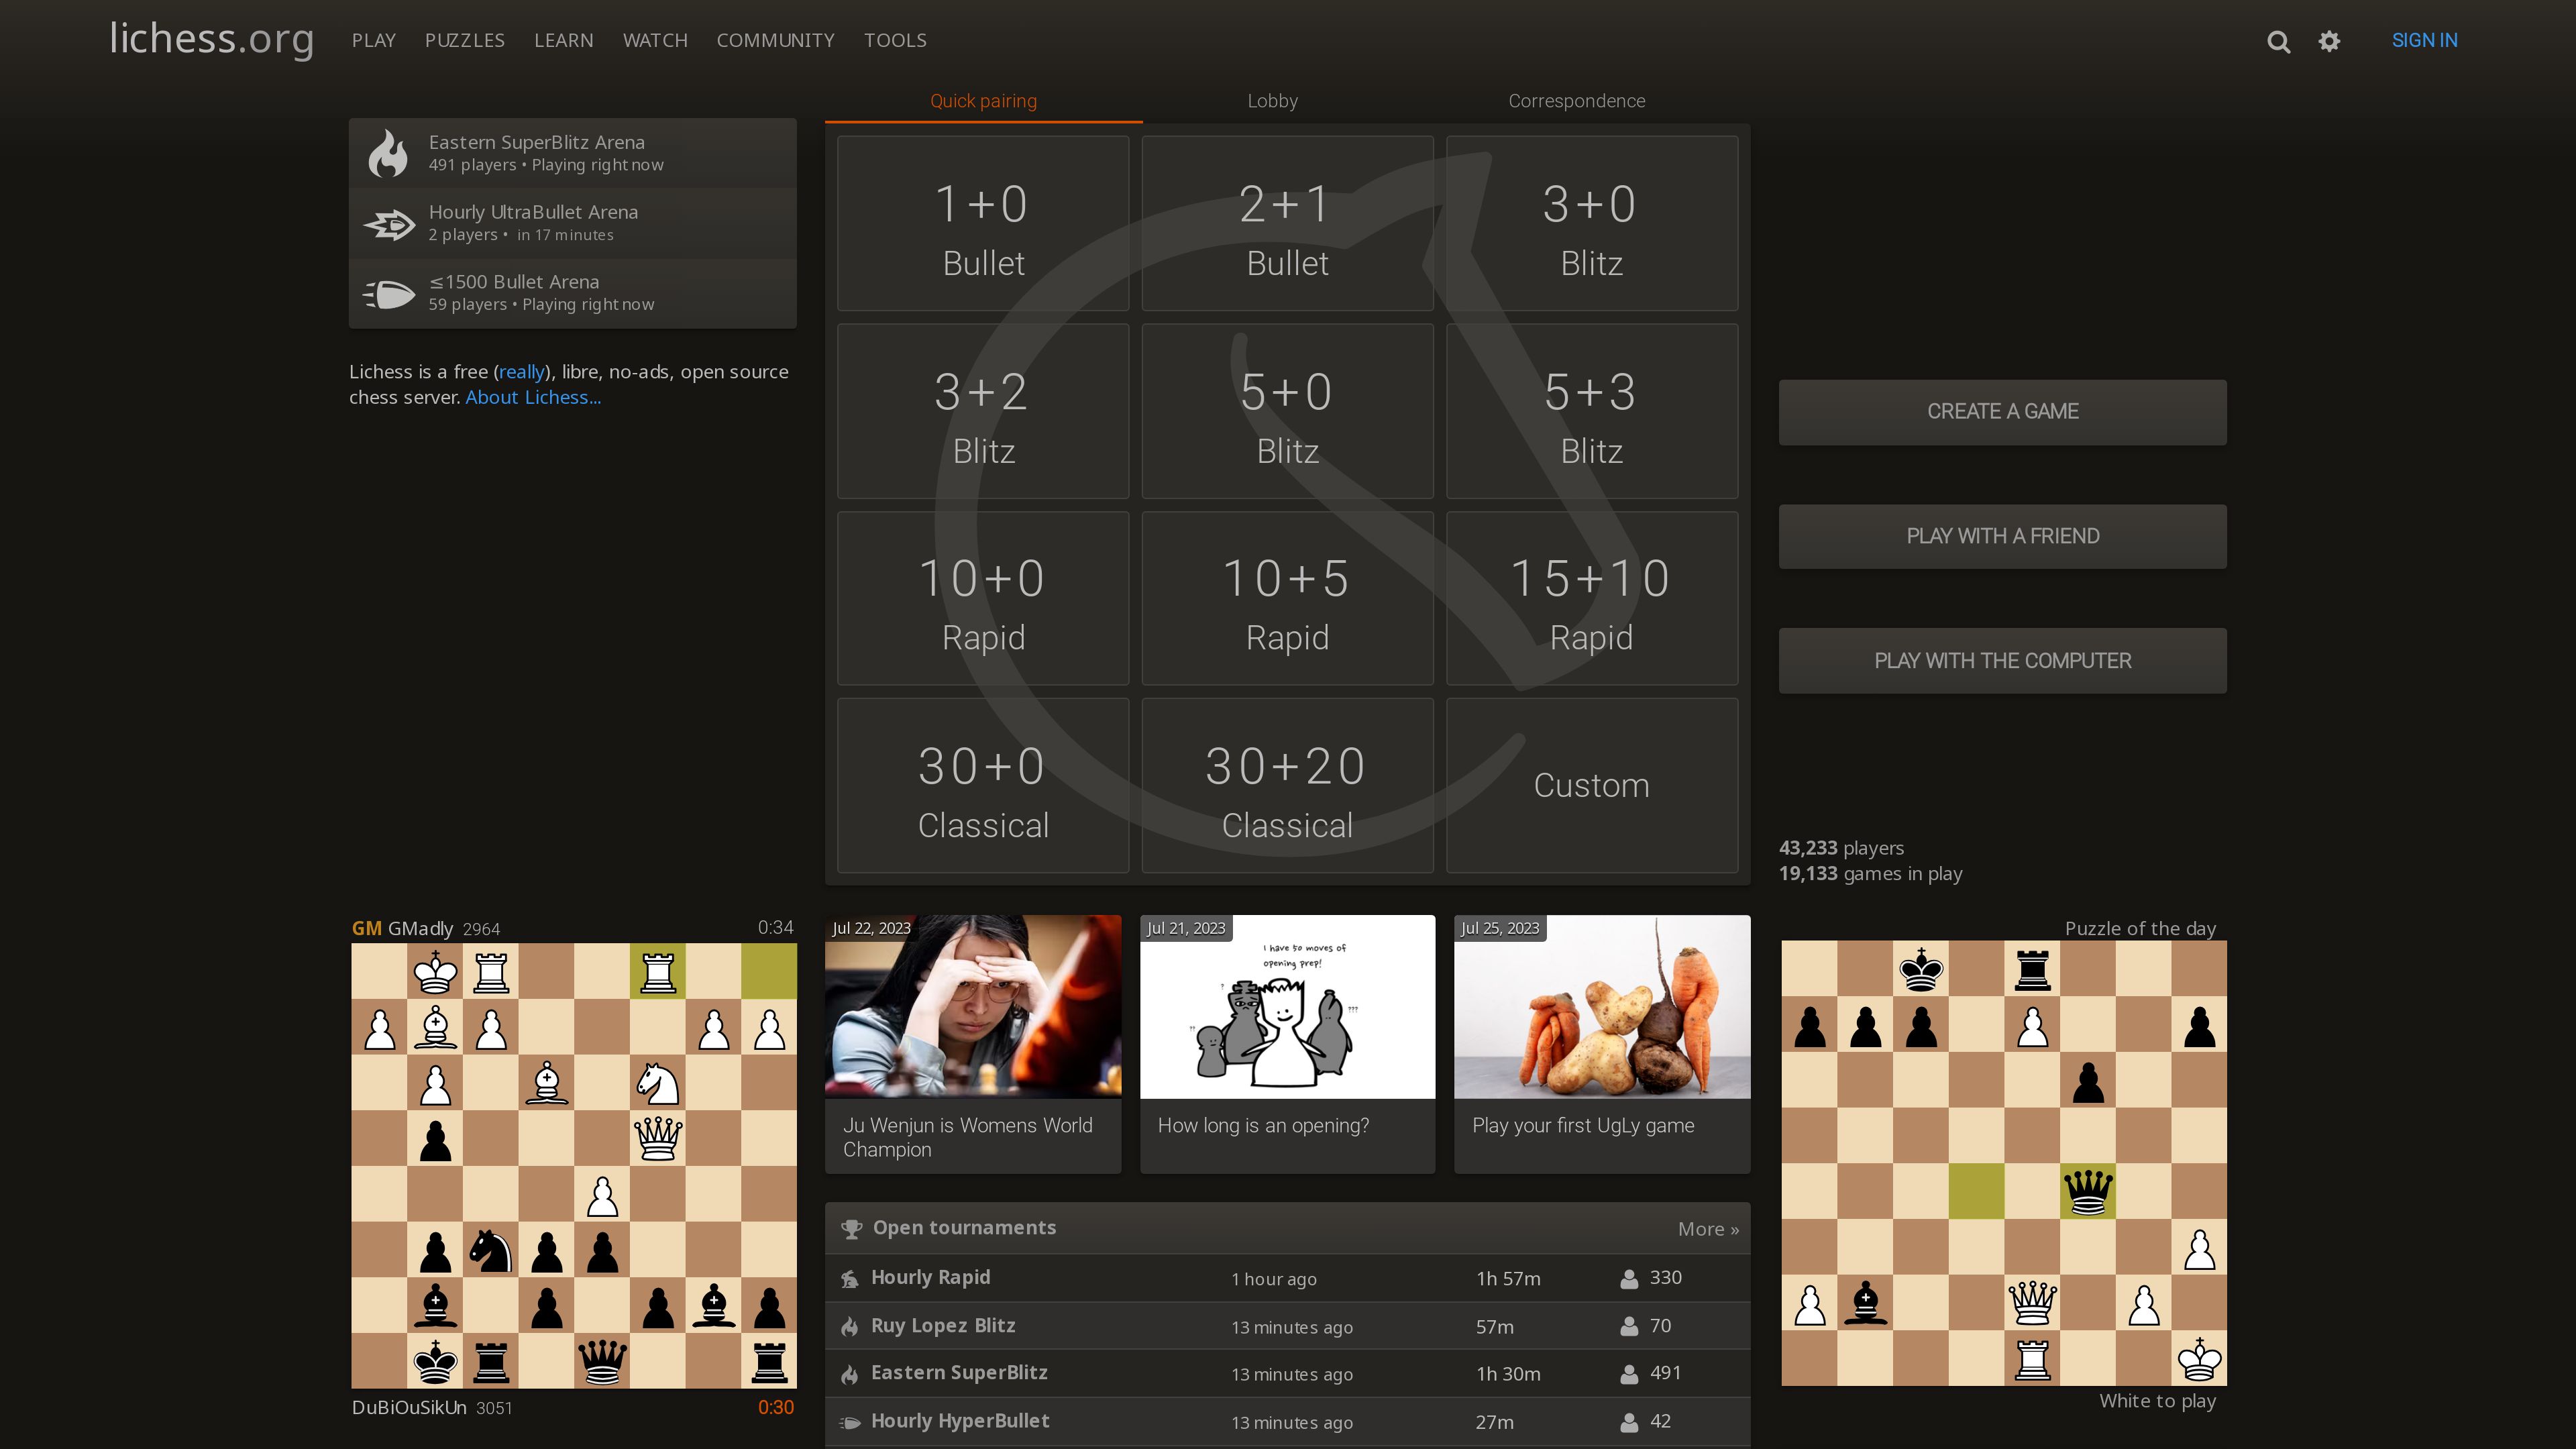 lichess.org
PLAY PUZZLES LEARN WATCH COMMUNITY TOOLS
SIGN IN
Eastern SuperBlitz Arena
491 players • Playing right now
Hourly UltraBullet Arena
2 players • in 17 minutes
≤1500 Bullet Arena
59 players • Playing right now
Lichess is a free (really), libre, no-ads, open source
chess server. About Lichess...
Quick pairing Lobby Correspondence
1+0 2+1 3+0
Bullet Bullet Blitz
3+2 5+0 5+3
Blitz Blitz Blitz
10+0 10+5 15+10
Rapid Rapid Rapid
30+0 30+20 Custom
Classical Classical
CREATE A GAME
PLAY WITH A FRIEND
PLAY WITH THE COMPUTER
43,233 players
19,133 games in play
GM GMadly 2964 0:34
DuBiOuSikUn 3051 0:30
Jul 22, 2023
Ju Wenjun is Womens World
Champion
Jul 21, 2023
I have 50 moves of
opening prep!
"
'
'''
How long is an opening?
Jul 25, 2023
Play your first UgLy game
Open tournaments More »
Hourly Rapid 1 hour ago 1h 57m 330
Ruy Lopez Blitz 13 minutes ago 57m 70
Eastern SuperBlitz 13 minutes ago 1h 30m 491
Hourly HyperBullet 13 minutes ago 27m 42
Puzzle of the day
White to play